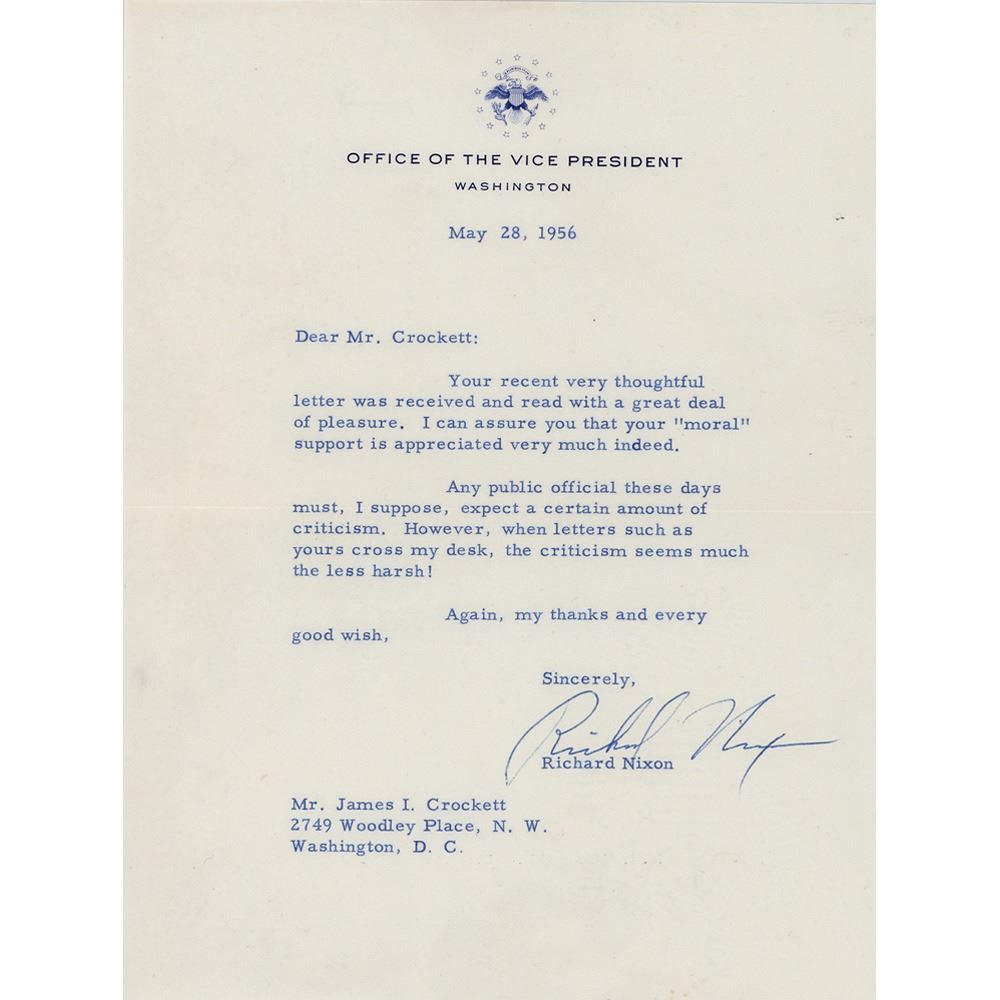 OFFICE OF THE VICE PRESIDENT
WASHINGTON
May 28, 1956
Dear Mr. Crockett:
Your recent very thoughtful
letter was received and read with a great deal
of pleasure. I can assure you that your "moral"
support is appreciated very much indeed.
Any public official these days
must, I suppose, expect a certain amount of
criticism. However, when letters such as
yours cross my desk, the criticism seems much
the less harsh!
Again, my thanks and every
good wish,
Sincerely,
Richard Nixon
Richard Nixon
Mr. James I. Crockett
2749 Woodley Place, N. W.
Washington, D. C.